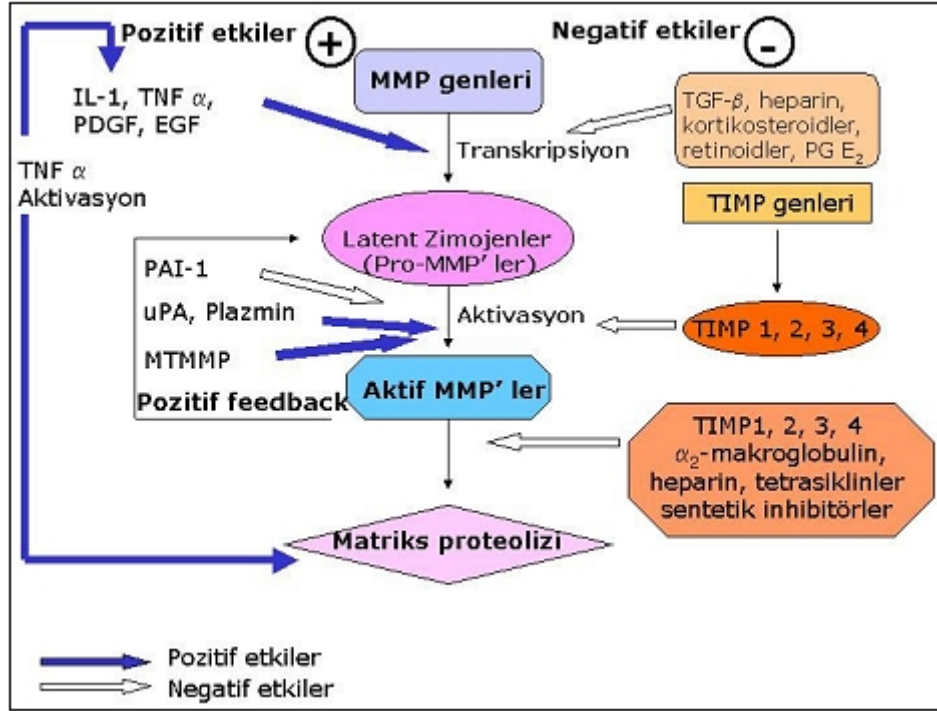 Pozitif etkiler +
Negatif etkiler -
MMP genleri
IL-1, TNF α,
PDGF, EGF
TGF-β, heparin,
kortikosteroidler,
retinoidler, PG E₂
Transkripsiyon
TNF α
Aktivasyon
TIMP genleri
Latent Zimojenler
(Pro-MMP' ler)
PAI-1
uPA, Plazmin
Aktivasyon
TIMP 1, 2, 3, 4
MTMMP
Aktif MMP' ler
Pozitif feedback
TIMP1, 2, 3, 4
α₂-makroglobulin,
heparin, tetrasiklinler
sentetik inhibitörler
Matriks proteolizi
Pozitif etkiler
Negatif etkiler